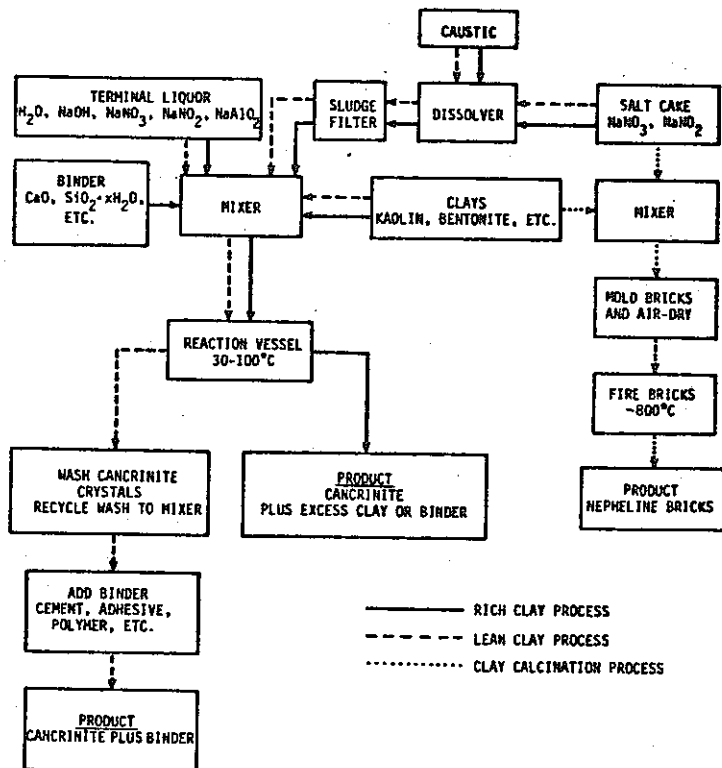 CAUSTIC
TERMINAL LIQUOR
H₂O, NaOH, NaNO₃, NaNO₂, NaAlO₂
SLUDGE
FILTER
DISSOLVER
SALT CAKE
NaNO₃, NaNO₂
BINDER
CaO, SiO₂·xH₂O,
ETC.
MIXER
CLAYS
KAOLIN, BENTONITE, ETC.
MIXER
MOLD BRICKS
AND AIR-DRY
REACTION VESSEL
30-100°C
FIRE BRICKS
~800°C
WASH CANCRINITE
CRYSTALS
RECYCLE WASH TO MIXER
PRODUCT
CANCRINITE
PLUS EXCESS CLAY OR BINDER
PRODUCT
NEPHELINE BRICKS
ADD BINDER
CEMENT, ADHESIVE,
POLYMER, ETC.
RICH CLAY PROCESS
LEAN CLAY PROCESS
CLAY CALCINATION PROCESS
PRODUCT
CANCRINITE PLUS BINDER